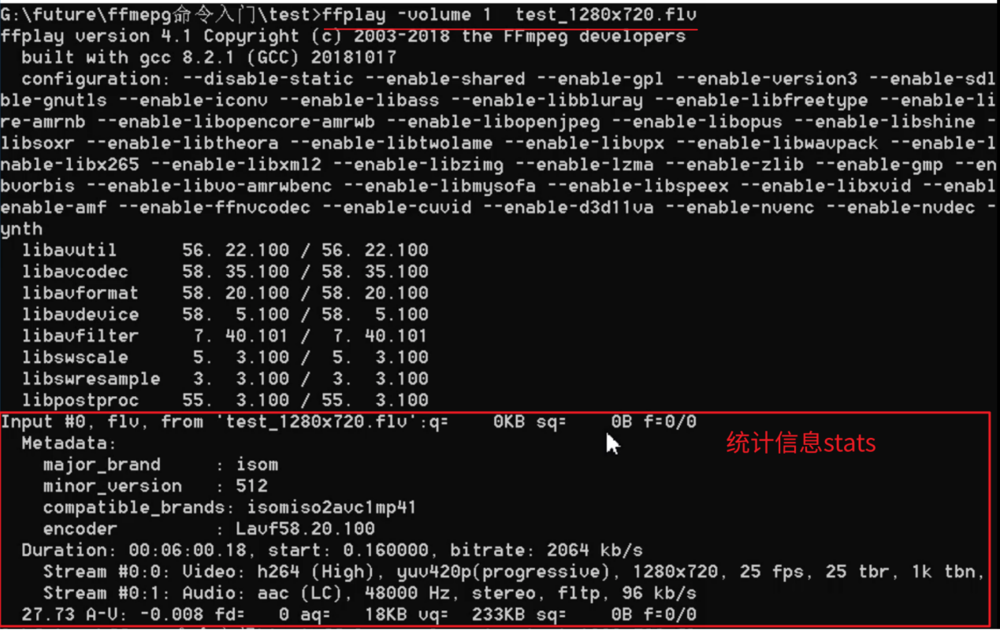 G:\future\ffmepg命令入门\test>ffplay -volume 1  test_1280x720.flv
ffplay version 4.1 Copyright (c) 2003-2018 the FFmpeg developers
  built with gcc 8.2.1 (GCC) 20181017
  configuration: --disable-static --enable-shared --enable-gpl --enable-version3 --enable-sdl
ble-gnutls --enable-iconv --enable-libass --enable-libbluray --enable-libfreetype --enable-li
re-amrnb --enable-libopencore-amrwb --enable-libopenjpeg --enable-libopus --enable-libshine -
libsoxr --enable-libtheora --enable-libtwolame --enable-libvpx --enable-libwavpack --enable-l
nable-libx265 --enable-libxml2 --enable-libzimg --enable-lzma --enable-zlib --enable-gmp --en
bvorbis --enable-libvo-amrwbenc --enable-libmysofa --enable-libspeex --enable-libxvid --enabl
enable-amf --enable-ffnvcodec --enable-cuvid --enable-d3d11va --enable-nvenc --enable-nvdec -
ynth
  libavutil      56. 22.100 / 56. 22.100
  libavcodec     58. 35.100 / 58. 35.100
  libavformat    58. 20.100 / 58. 20.100
  libavdevice    58.  5.100 / 58.  5.100
  libavfilter     7. 40.101 /  7. 40.101
  libswscale      5.  3.100 /  5.  3.100
  libswresample   3.  3.100 /  3.  3.100
  libpostproc    55.  3.100 / 55.  3.100
Input #0, flv, from 'test_1280x720.flv':q=    0KB sq=    0B f=0/0
统计信息stats
  Metadata:
    major_brand     : isom
    minor_version   : 512
    compatible_brands: isomiso2avc1mp41
    encoder         : Lavf58.20.100
  Duration: 00:06:00.18, start: 0.160000, bitrate: 2064 kb/s
    Stream #0:0: Video: h264 (High), yuv420p(progressive), 1280x720, 25 fps, 25 tbr, 1k tbn,
    Stream #0:1: Audio: aac (LC), 48000 Hz, stereo, fltp, 96 kb/s
  27.73 A-V: -0.008 fd=   0 aq=   18KB vq=  233KB sq=    0B f=0/0